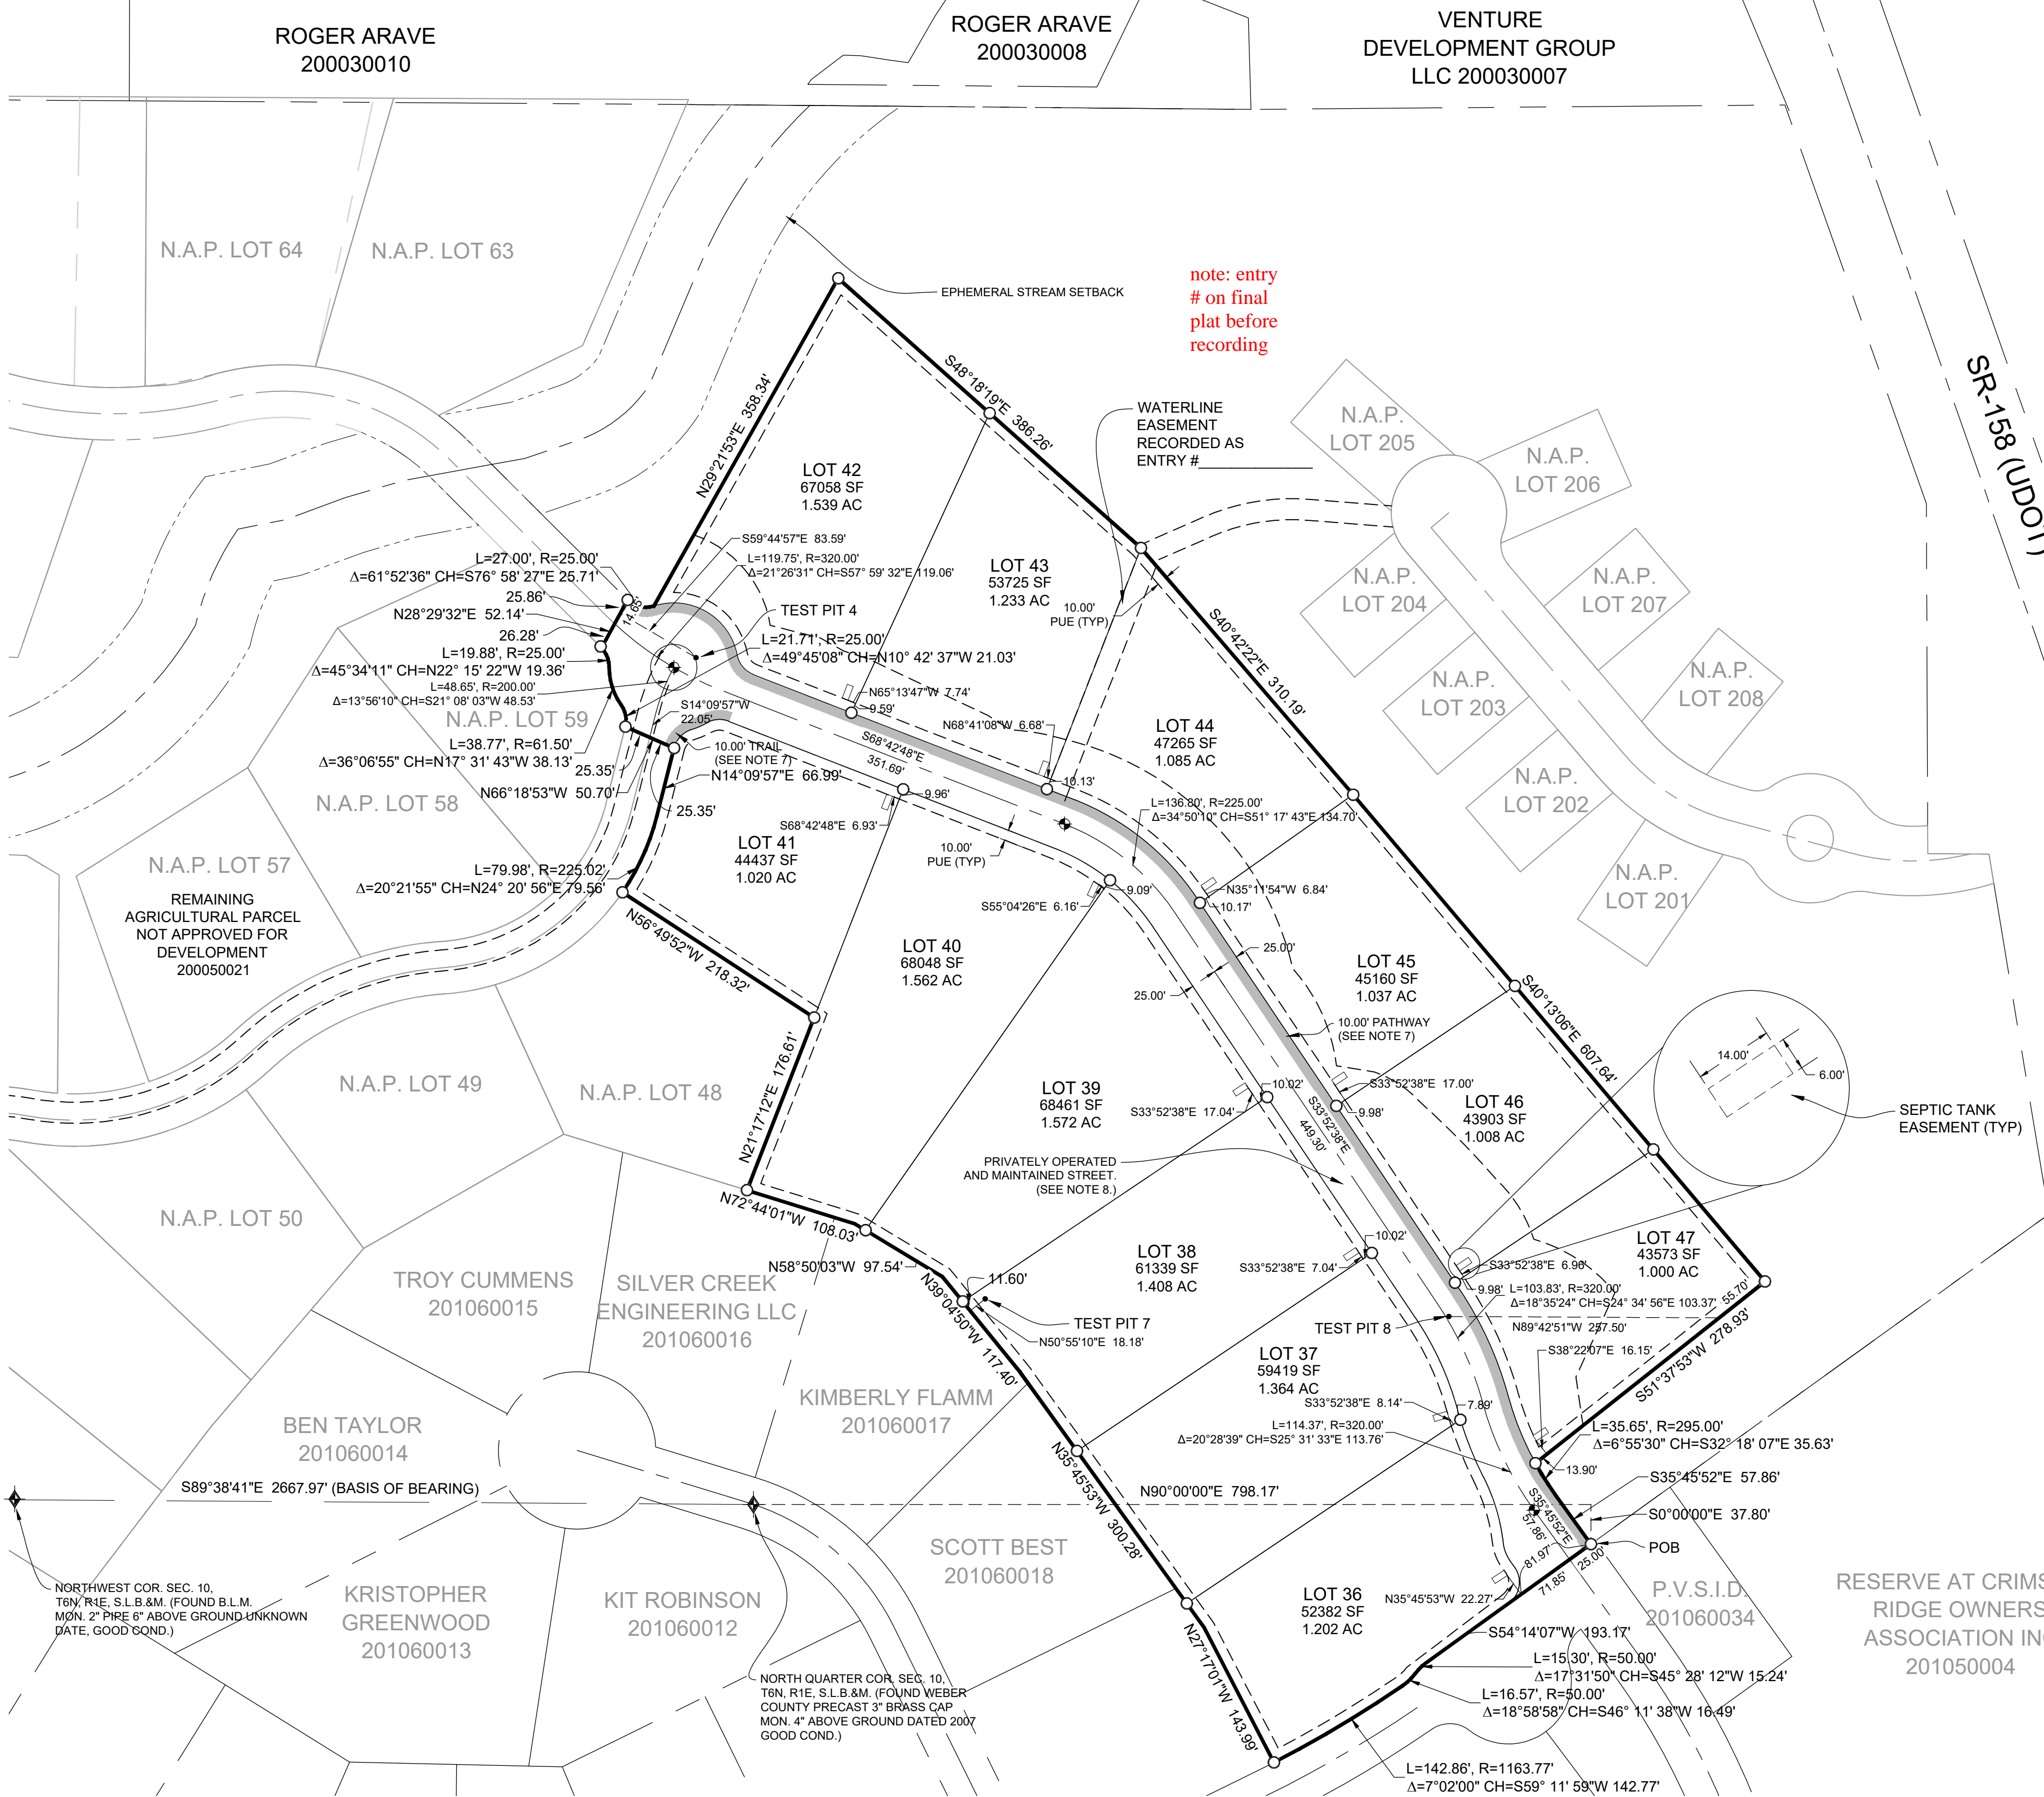 ROGER ARAVE
200030010
ROGER ARAVE
200030008
VENTURE
DEVELOPMENT GROUP
LLC 200030007
SR-158 (UDOT)
N.A.P. LOT 64
N.A.P. LOT 63
EPHEMERAL STREAM SETBACK
note: entry
# on final
plat before
recording
S48°18'19"E 386.26'
N29°21'53"E 358.34'
WATERLINE
EASEMENT
RECORDED AS
ENTRY #____________
N.A.P.
LOT 205
N.A.P.
LOT 206
N.A.P.
LOT 204
N.A.P.
LOT 207
N.A.P.
LOT 203
N.A.P.
LOT 208
N.A.P.
LOT 202
N.A.P.
LOT 201
LOT 42
67058 SF
1.539 AC
LOT 43
53725 SF
1.233 AC
10.00'
PUE (TYP)
S59°44'57"E 83.59'
L=119.75', R=320.00'
Δ=21°26'31" CH=S57° 59' 32"E 119.06'
L=27.00', R=25.00'
Δ=61°52'36" CH=S76° 58' 27"E 25.71'
25.86'
14.65'
N28°29'32"E 52.14'
26.28'
L=19.88', R=25.00'
Δ=45°34'11" CH=N22° 15' 22"W 19.36'
L=48.65', R=200.00'
Δ=13°56'10" CH=S21° 08' 03"W 48.53'
TEST PIT 4
L=21.71', R=25.00'
Δ=49°45'08" CH=N10° 42' 37"W 21.03'
N.A.P. LOT 59
S14°09'57"W
22.05'
L=38.77', R=61.50'
Δ=36°06'55" CH=N17° 31' 43"W 38.13'
25.35'
N66°18'53"W 50.70'
10.00' TRAIL
(SEE NOTE 7)
N14°09'57"E 66.99'
25.35'
N65°13'47"W 7.74'
9.59'
S68°42'48"E
351.69'
N68°41'08"W 6.68'
10.13'
S40°42'22"E 310.19'
LOT 44
47265 SF
1.085 AC
L=136.80', R=225.00'
Δ=34°50'10" CH=S51° 17' 43"E 134.70'
N.A.P. LOT 58
9.96'
S68°42'48"E 6.93'
LOT 41
44437 SF
1.020 AC
10.00'
PUE (TYP)
L=79.98', R=225.02'
Δ=20°21'55" CH=N24° 20' 56"E 79.56'
N.A.P. LOT 57
REMAINING
AGRICULTURAL PARCEL
NOT APPROVED FOR
DEVELOPMENT
200050021
N56°49'52"W 218.32'
9.09'
S55°04'26"E 6.16'
N35°11'54"W 6.84'
10.17'
25.00'
25.00'
LOT 40
68048 SF
1.562 AC
LOT 45
45160 SF
1.037 AC
10.00' PATHWAY
(SEE NOTE 7)
S40°13'06"E 607.64'
14.00'
6.00'
SEPTIC TANK
EASEMENT (TYP)
N21°17'12"E 176.61'
N.A.P. LOT 49
N.A.P. LOT 48
LOT 39
68461 SF
1.572 AC
10.02'
S33°52'38"E 17.04'
S33°52'38"E
449.30'
S33°52'38"E 17.00'
9.98'
LOT 46
43903 SF
1.008 AC
PRIVATELY OPERATED
AND MAINTAINED STREET.
(SEE NOTE 8.)
N.A.P. LOT 50
N72°44'01"W 108.03'
N58°50'03"W 97.54'
N39°04'50"W 117.40'
11.60'
TEST PIT 7
N50°55'10"E 18.18'
LOT 38
61339 SF
1.408 AC
10.02'
S33°52'38"E 7.04'
S33°52'38"E 6.96'
9.98'
L=103.83', R=320.00'
Δ=18°35'24" CH=S24° 34' 56"E 103.37'
LOT 47
43573 SF
1.000 AC
55.70'
TEST PIT 8
N89°42'51"W 257.50'
S38°22'07"E 16.15'
S51°37'53"W 278.93'
TROY CUMMENS
201060015
SILVER CREEK
ENGINEERING LLC
201060016
KIMBERLY FLAMM
201060017
BEN TAYLOR
201060014
LOT 37
59419 SF
1.364 AC
S33°52'38"E 8.14'
7.89'
L=114.37', R=320.00'
Δ=20°28'39" CH=S25° 31' 33"E 113.76'
L=35.65', R=295.00'
Δ=6°55'30" CH=S32° 18' 07"E 35.63'
13.90'
S35°45'52"E 57.86'
S35°45'52"E
57.86'
S0°00'00"E 37.80'
POB
S89°38'41"E 2667.97' (BASIS OF BEARING)
N90°00'00"E 798.17'
N35°45'53"W 300.28'
SCOTT BEST
201060018
81.97'
25.00'
71.85'
N35°45'53"W 22.27'
P.V.S.I.D.
201060034
RESERVE AT CRIMS
RIDGE OWNERS
ASSOCIATION IN
201050004
NORTHWEST COR. SEC. 10,
T6N, R1E, S.L.B.&M. (FOUND B.L.M.
MON. 2" PIPE 6" ABOVE GROUND UNKNOWN
DATE, GOOD COND.)
KRISTOPHER
GREENWOOD
201060013
KIT ROBINSON
201060012
LOT 36
52382 SF
1.202 AC
S54°14'07"W 193.17'
L=15.30', R=50.00'
Δ=17°31'50" CH=S45° 28' 12"W 15.24'
L=16.57', R=50.00'
Δ=18°58'58" CH=S46° 11' 38"W 16.49'
N27°17'01"W 143.99'
NORTH QUARTER COR. SEC. 10,
T6N, R1E, S.L.B.&M. (FOUND WEBER
COUNTY PRECAST 3" BRASS CAP
MON. 4" ABOVE GROUND DATED 2007
GOOD COND.)
L=142.86', R=1163.77'
Δ=7°02'00" CH=S59° 11' 59"W 142.77'